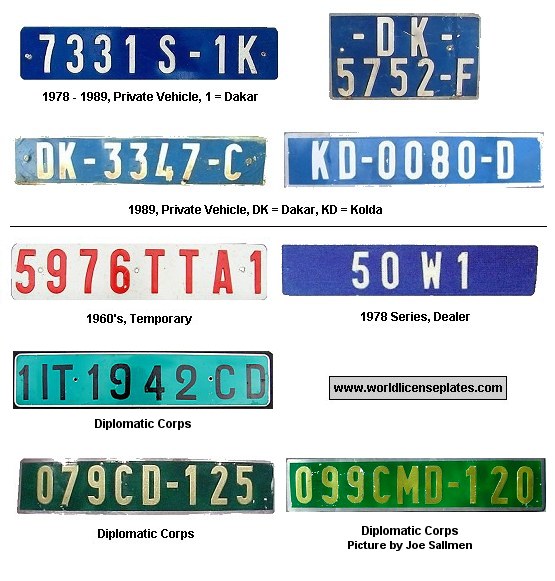 7331 S-1K
-DK-
5752-F
1978 - 1989, Private Vehicle, 1 = Dakar
DK-3347-C
KD-0080-D
1989, Private Vehicle, DK = Dakar, KD = Kolda
5976TTA1
50 W1
1960's, Temporary
1978 Series, Dealer
1IT 1942 CD
www.worldlicenseplates.com
Diplomatic Corps
079CD-125
099CMD-120
Diplomatic Corps
Diplomatic Corps
Picture by Joe Sallmen